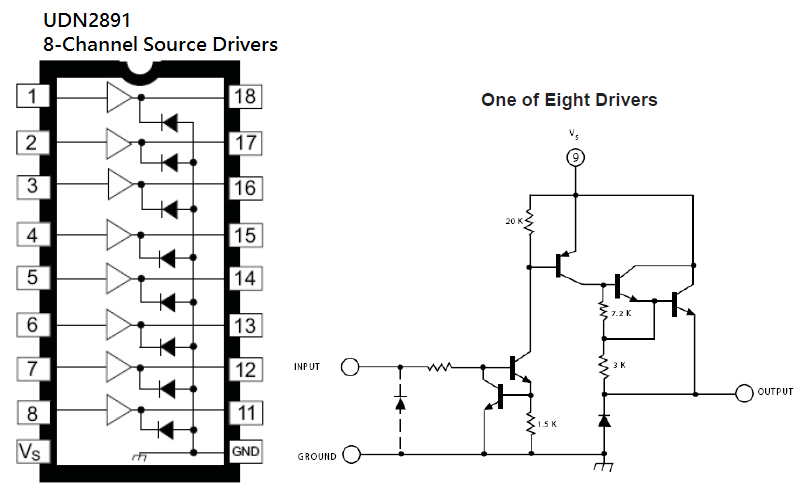 UDN2891
8-Channel Source Drivers
1
18
2
17
3
16
4
15
5
14
6
13
7
12
8
11
Vs
GND
One of Eight Drivers
Vs
9
20 K
7.2 K
3 K
INPUT
OUTPUT
1.5 K
GROUND